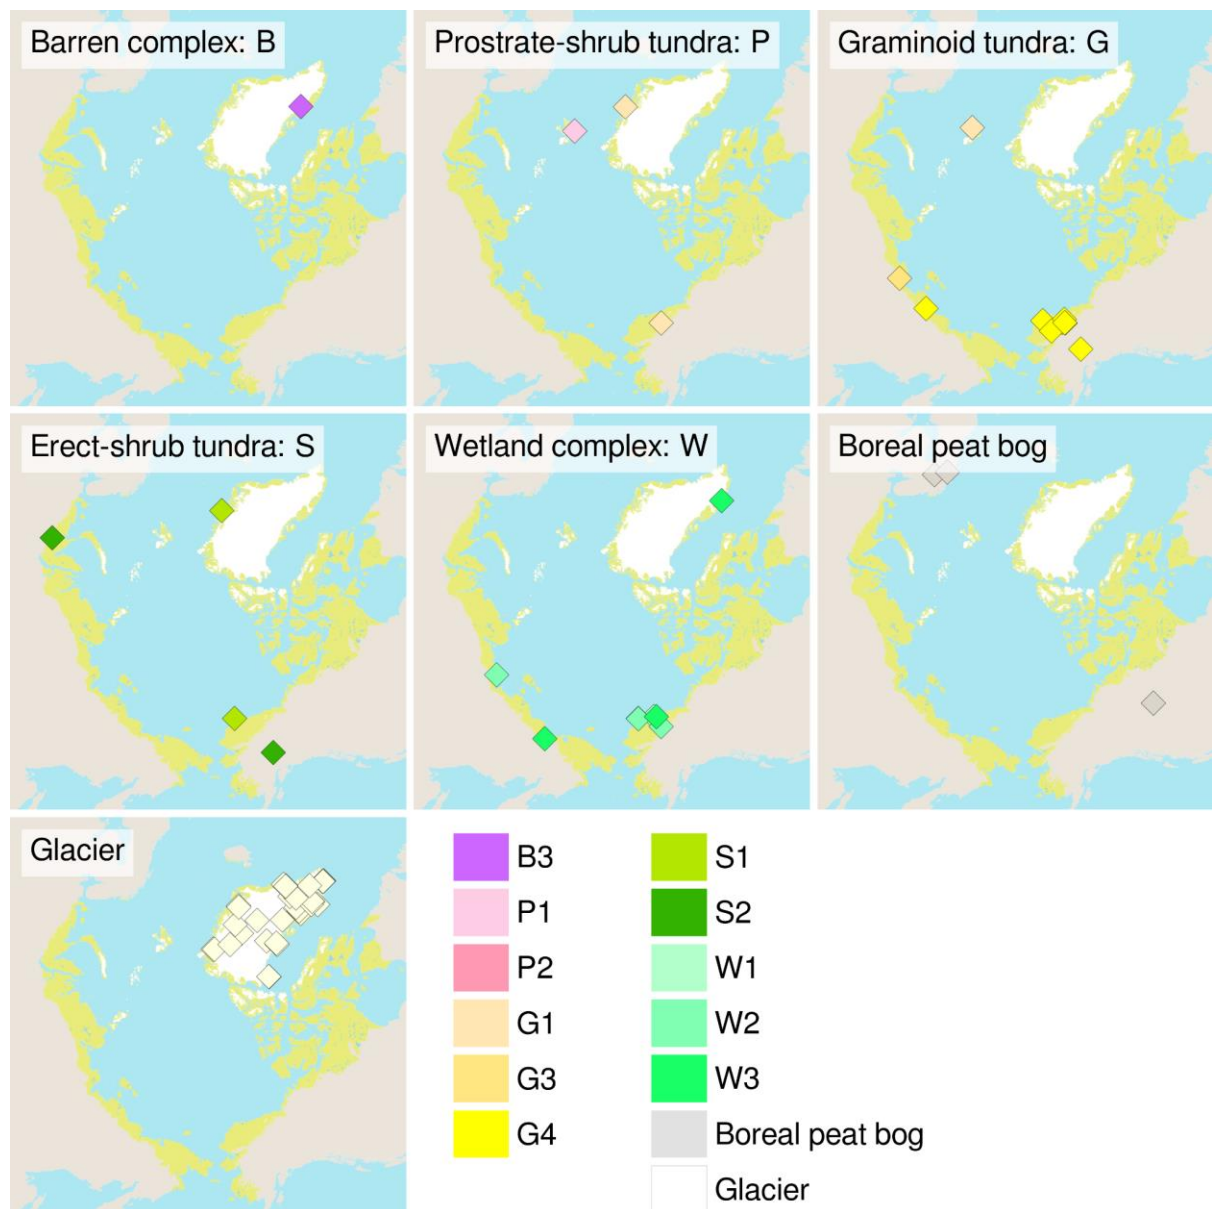 Barren complex: B
Prostrate-shrub tundra: P
Graminoid tundra: G
Erect-shrub tundra: S
Wetland complex: W
Boreal peat bog
Glacier
B3
P1
P2
G1
G3
G4
S1
S2
W1
W2
W3
Boreal peat bog
Glacier